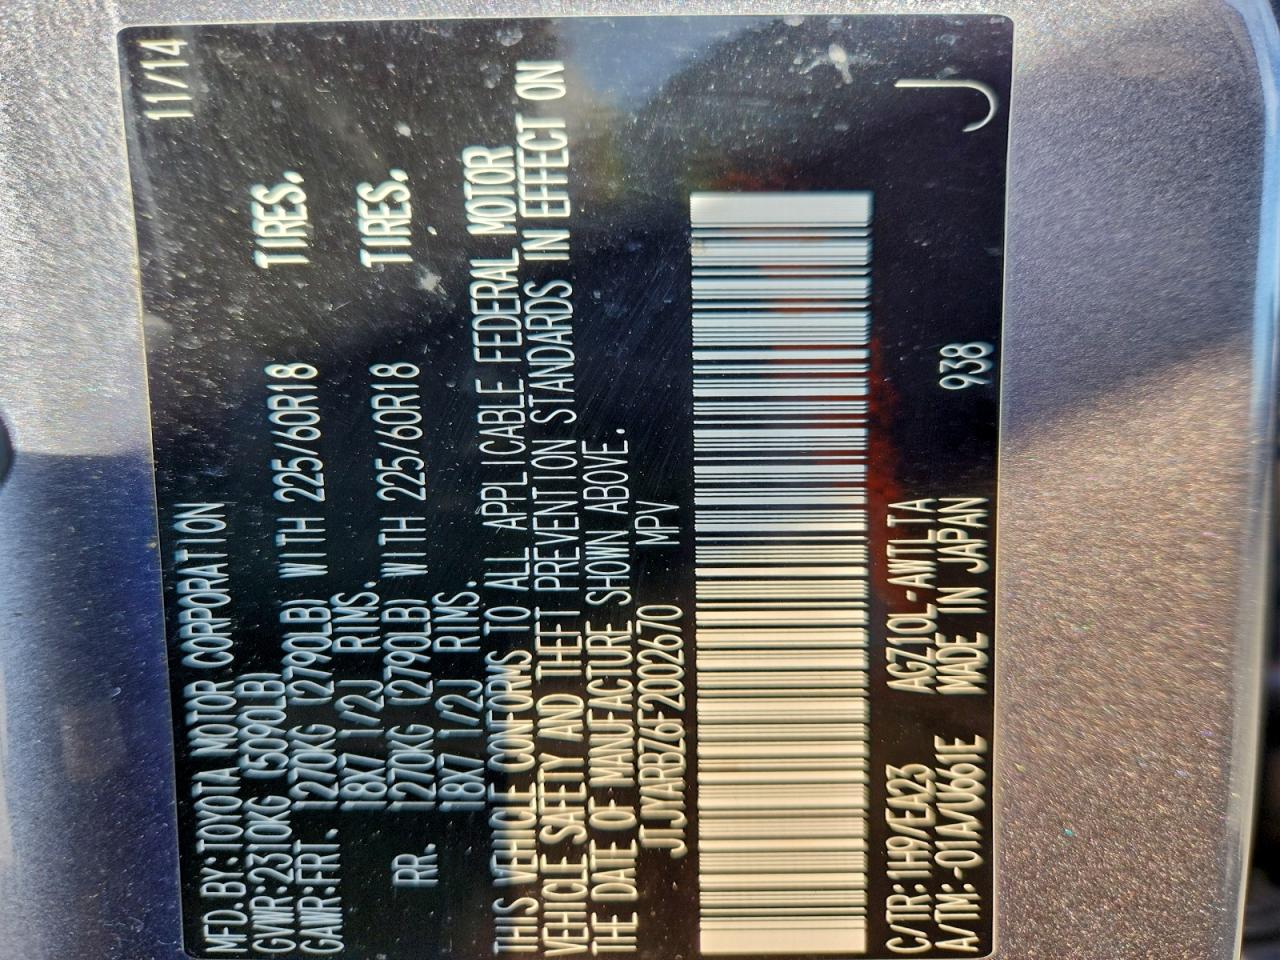 MFD.BY:TOYOTA MOTOR CORPORATION 11/14
GVWR:2310KG (5090LB)
GAWR:FRT. 1270KG (2790LB) WITH 225/60R18 TIRES.
18X7 1/2J RIMS.
RR. 1270KG (2790LB) WITH 225/60R18 TIRES.
18X7 1/2J RIMS.
THIS VEHICLE CONFORMS TO ALL APPLICABLE FEDERAL MOTOR
VEHICLE SAFETY AND THEFT PREVENTION STANDARDS IN EFFECT ON
THE DATE OF MANUFACTURE SHOWN ABOVE.
JTJYARBZ6F2002670 MPV
C/TR:1H9/EA23 AGZ10L-AWTLTA
A/TM:-01A/U661E MADE IN JAPAN 938 J